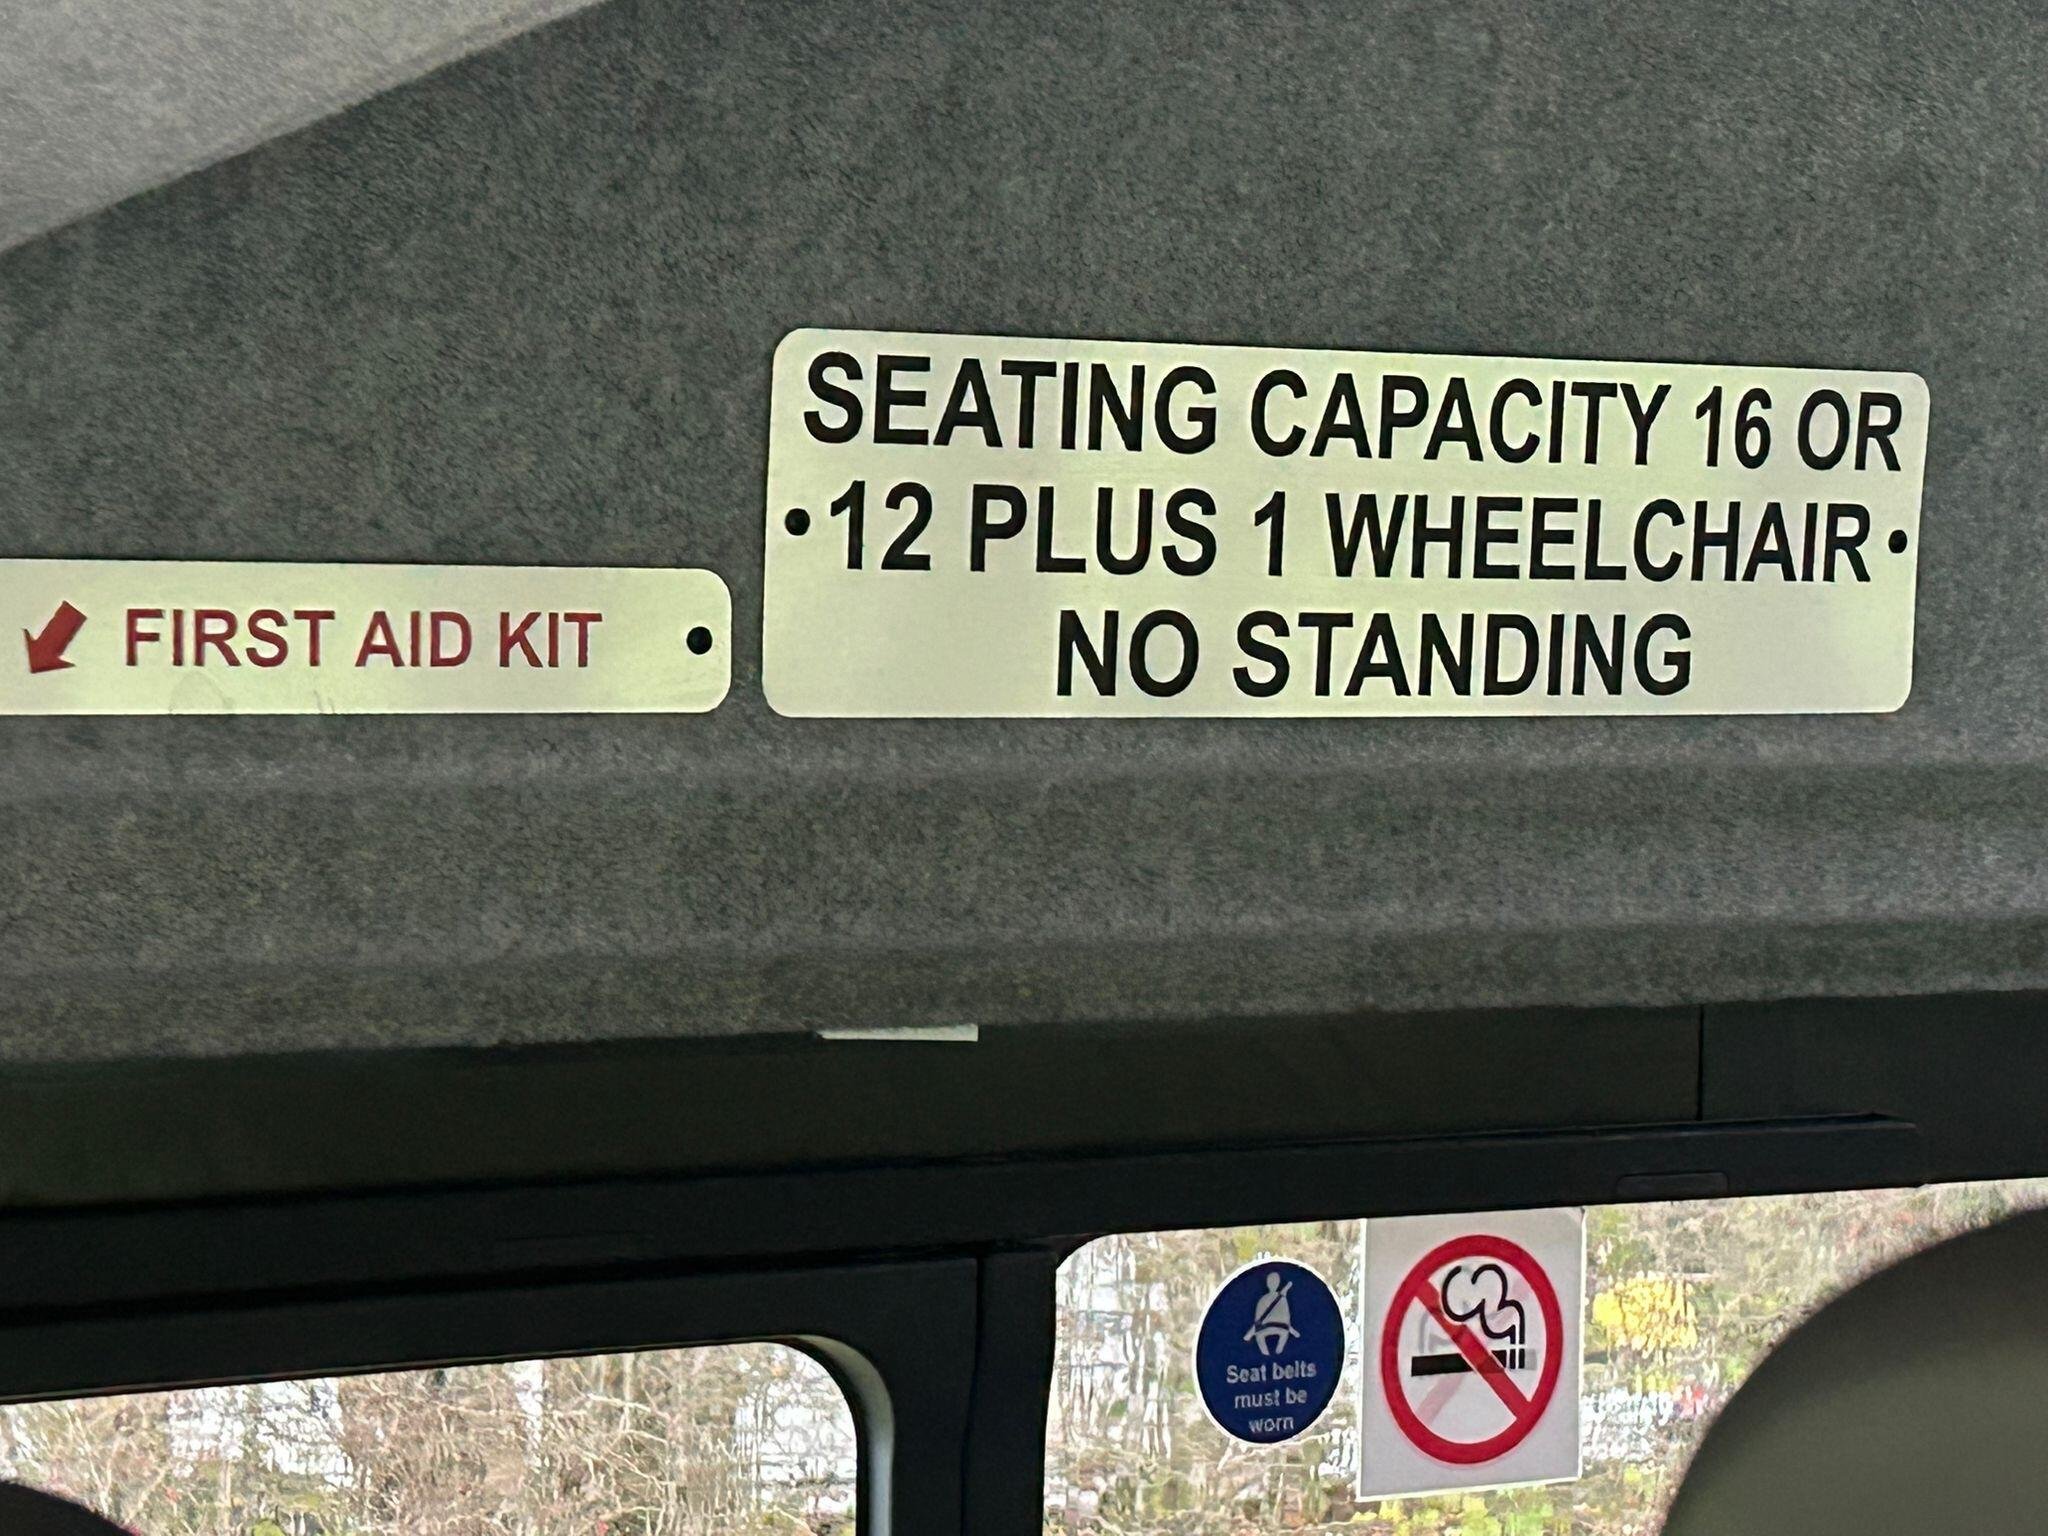 SEATING CAPACITY 16 OR
12 PLUS 1 WHEELCHAIR
NO STANDING
FIRST AID KIT
Seat belts
must be
worn